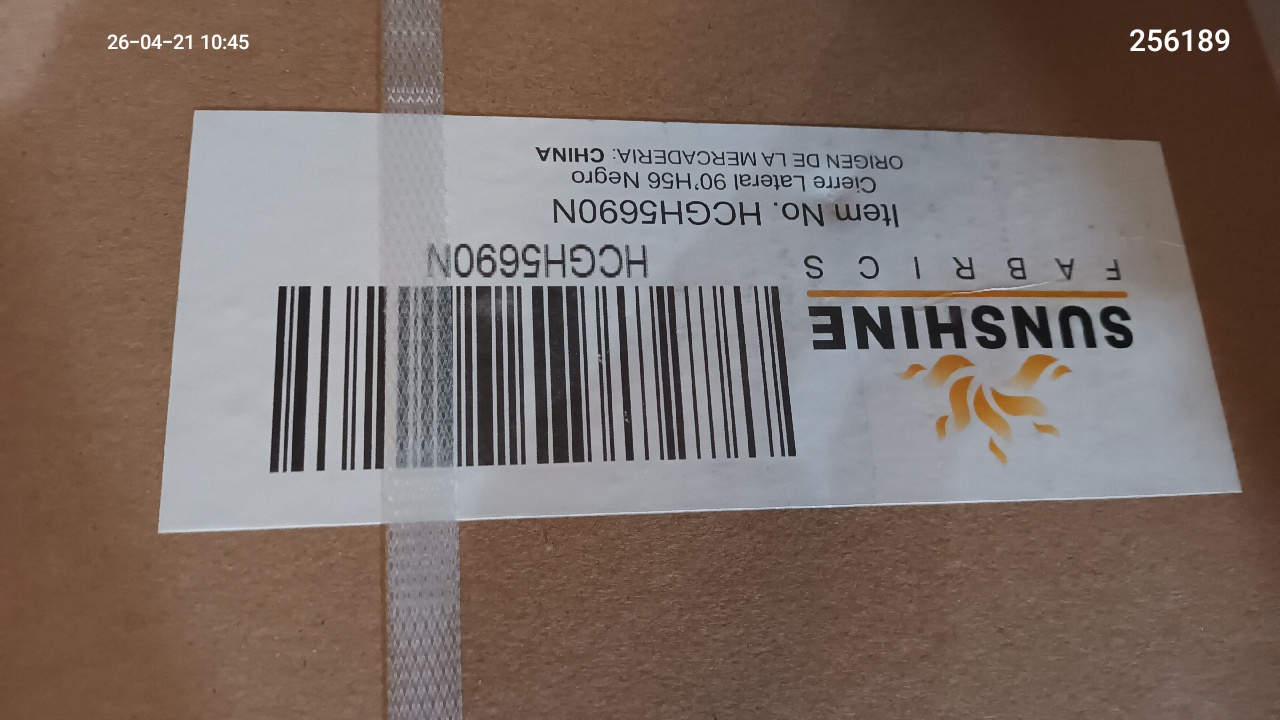 26-04-21 10:45
256189
SUNSHINE
FABRICS
HCGH5690N
Item No. HCGH5690N
Cierre Lateral 90°H56 Negro
ORIGEN DE LA MERCADERIA: CHINA